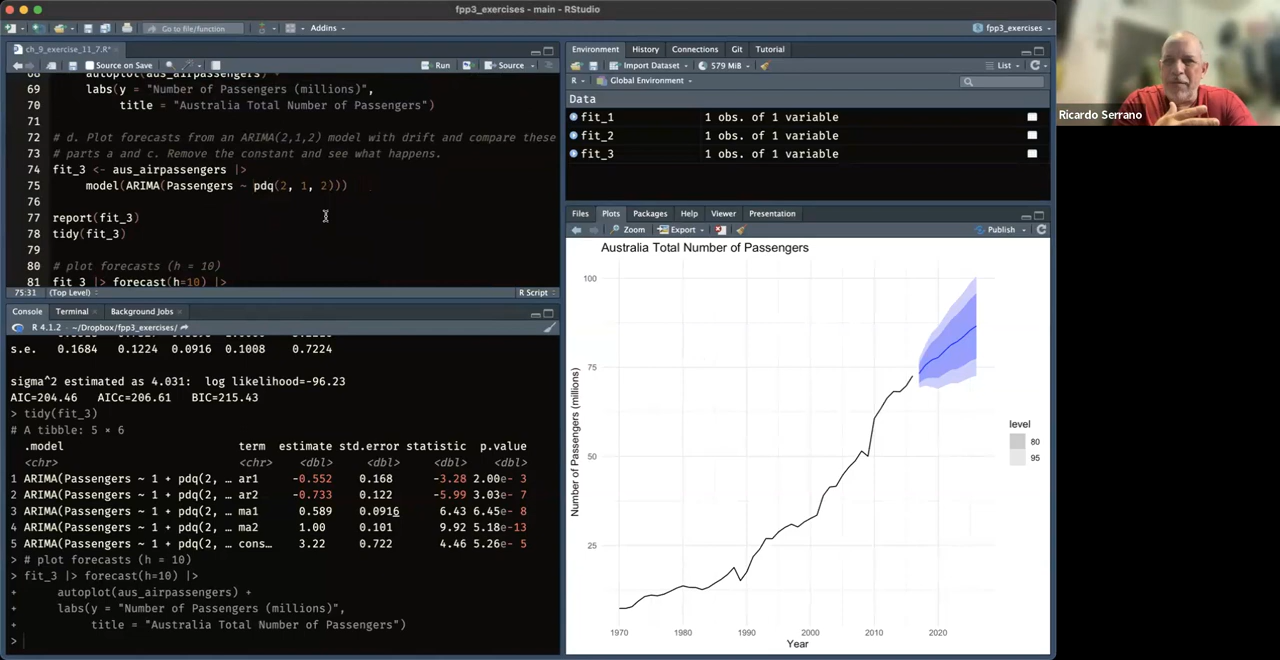 fpp3_exercises - main - RStudio
Go to file/function
Addins
fpp3_exercises
ch_9_exercise_11_7.R*
Source on Save
Run
Source
68 autoplot(aus_airpassengers) +
69 labs(y = "Number of Passengers (millions)",
70 title = "Australia Total Number of Passengers")
71
72 # d. Plot forecasts from an ARIMA(2,1,2) model with drift and compare these
73 # parts a and c. Remove the constant and see what happens.
74 fit_3 <- aus_airpassengers |>
75 model(ARIMA(Passengers ~ pdq(2, 1, 2)))
76
77 report(fit_3)
78 tidy(fit_3)
79
80 # plot forecasts (h = 10)
81 fit_3 |> forecast(h=10) |>
75:31 (Top Level)
R Script
Console Terminal Background Jobs
R 4.1.2 · ~/Dropbox/fpp3_exercises/
s.e. 0.1684 0.1224 0.0916 0.1008 0.7224
sigma^2 estimated as 4.031: log likelihood=-96.23
AIC=204.46 AICc=206.61 BIC=215.43
> tidy(fit_3)
# A tibble: 5 × 6
.model term estimate std.error statistic p.value
<chr> <chr> <dbl> <dbl> <dbl> <dbl>
1 ARIMA(Passengers ~ 1 + pdq(2, … ar1 -0.552 0.168 -3.28 2.00e- 3
2 ARIMA(Passengers ~ 1 + pdq(2, … ar2 -0.733 0.122 -5.99 3.03e- 7
3 ARIMA(Passengers ~ 1 + pdq(2, … ma1 0.589 0.0916 6.43 6.45e- 8
4 ARIMA(Passengers ~ 1 + pdq(2, … ma2 1.00 0.101 9.92 5.18e-13
5 ARIMA(Passengers ~ 1 + pdq(2, … cons… 3.22 0.722 4.46 5.26e- 5
> # plot forecasts (h = 10)
> fit_3 |> forecast(h=10) |>
+ autoplot(aus_airpassengers) +
+ labs(y = "Number of Passengers (millions)",
+ title = "Australia Total Number of Passengers")
>
Environment History Connections Git Tutorial
Import Dataset
579 MiB
List
R
Global Environment
Data
fit_1 1 obs. of 1 variable
fit_2 1 obs. of 1 variable
fit_3 1 obs. of 1 variable
Files Plots Packages Help Viewer Presentation
Zoom
Export
Publish
Australia Total Number of Passengers
100
75
50
25
Number of Passengers (millions)
1970 1980 1990 2000 2010 2020
Year
level
80
95
Ricardo Serrano